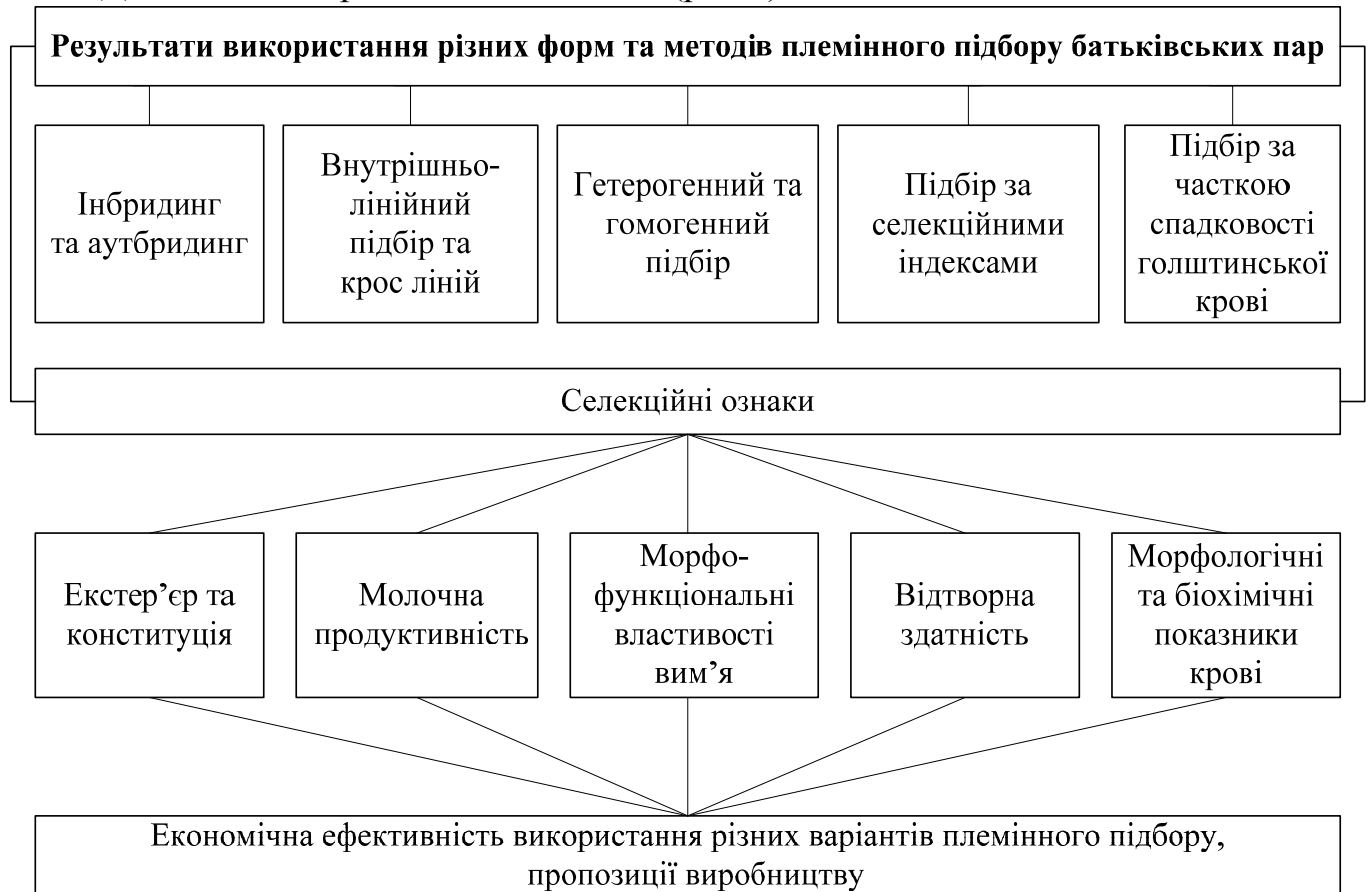 Результати використання різних форм та методів племінного підбору батьківських пар
Інбридинг
та аутбридинг
Внутрішньо-
лінійний
підбір та
крос ліній
Гетерогенний та
гомогенний
підбір
Підбір за
селекційними
індексами
Підбір за
часткою
спадковості
голштинської
крові
Селекційні ознаки
Екстер’єр та
конституція
Молочна
продуктивність
Морфо-
функціональні
властивості
вим’я
Відтворна
здатність
Морфологічні
та біохімічні
показники
крові
Економічна ефективність використання різних варіантів племінного підбору,
пропозиції виробництву